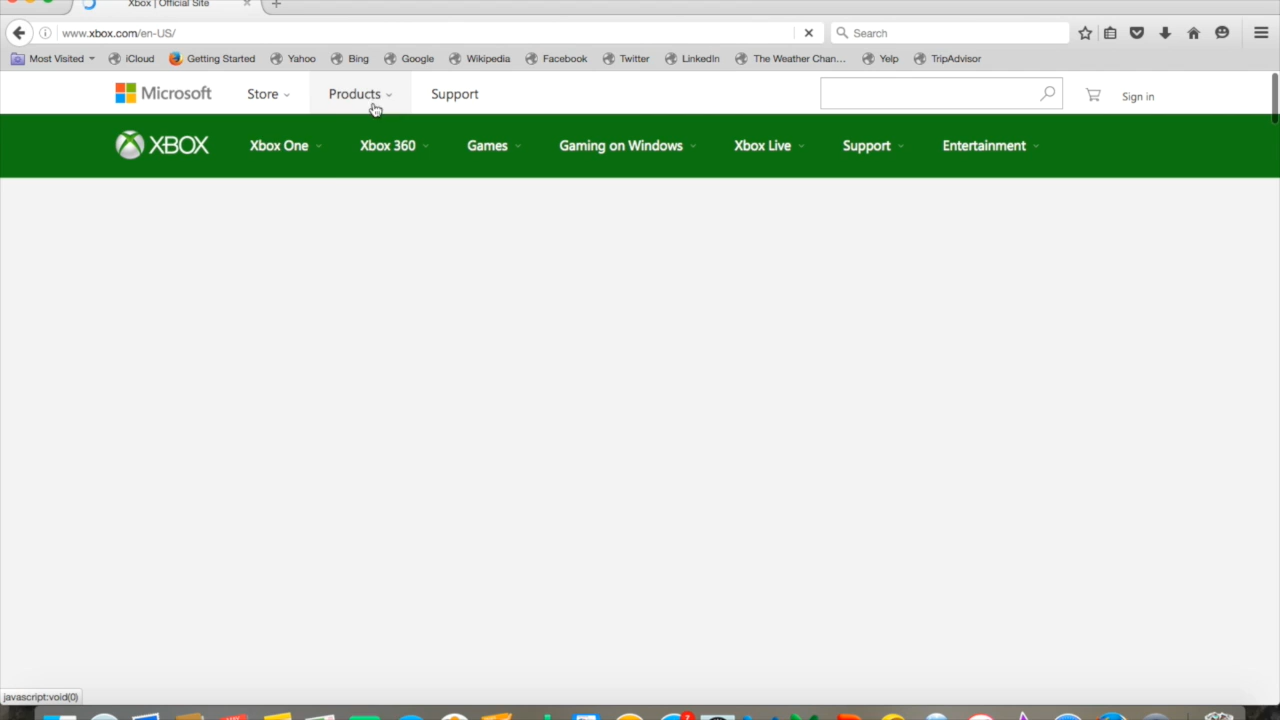 Xbox | Official Site
www.xbox.com/en-US/
Search
Most Visited iCloud Getting Started Yahoo Bing Google Wikipedia Facebook Twitter LinkedIn The Weather Chan... Yelp TripAdvisor
Microsoft Store Products Support Sign in
XBOX Xbox One Xbox 360 Games Gaming on Windows Xbox Live Support Entertainment
javascript:void(0)